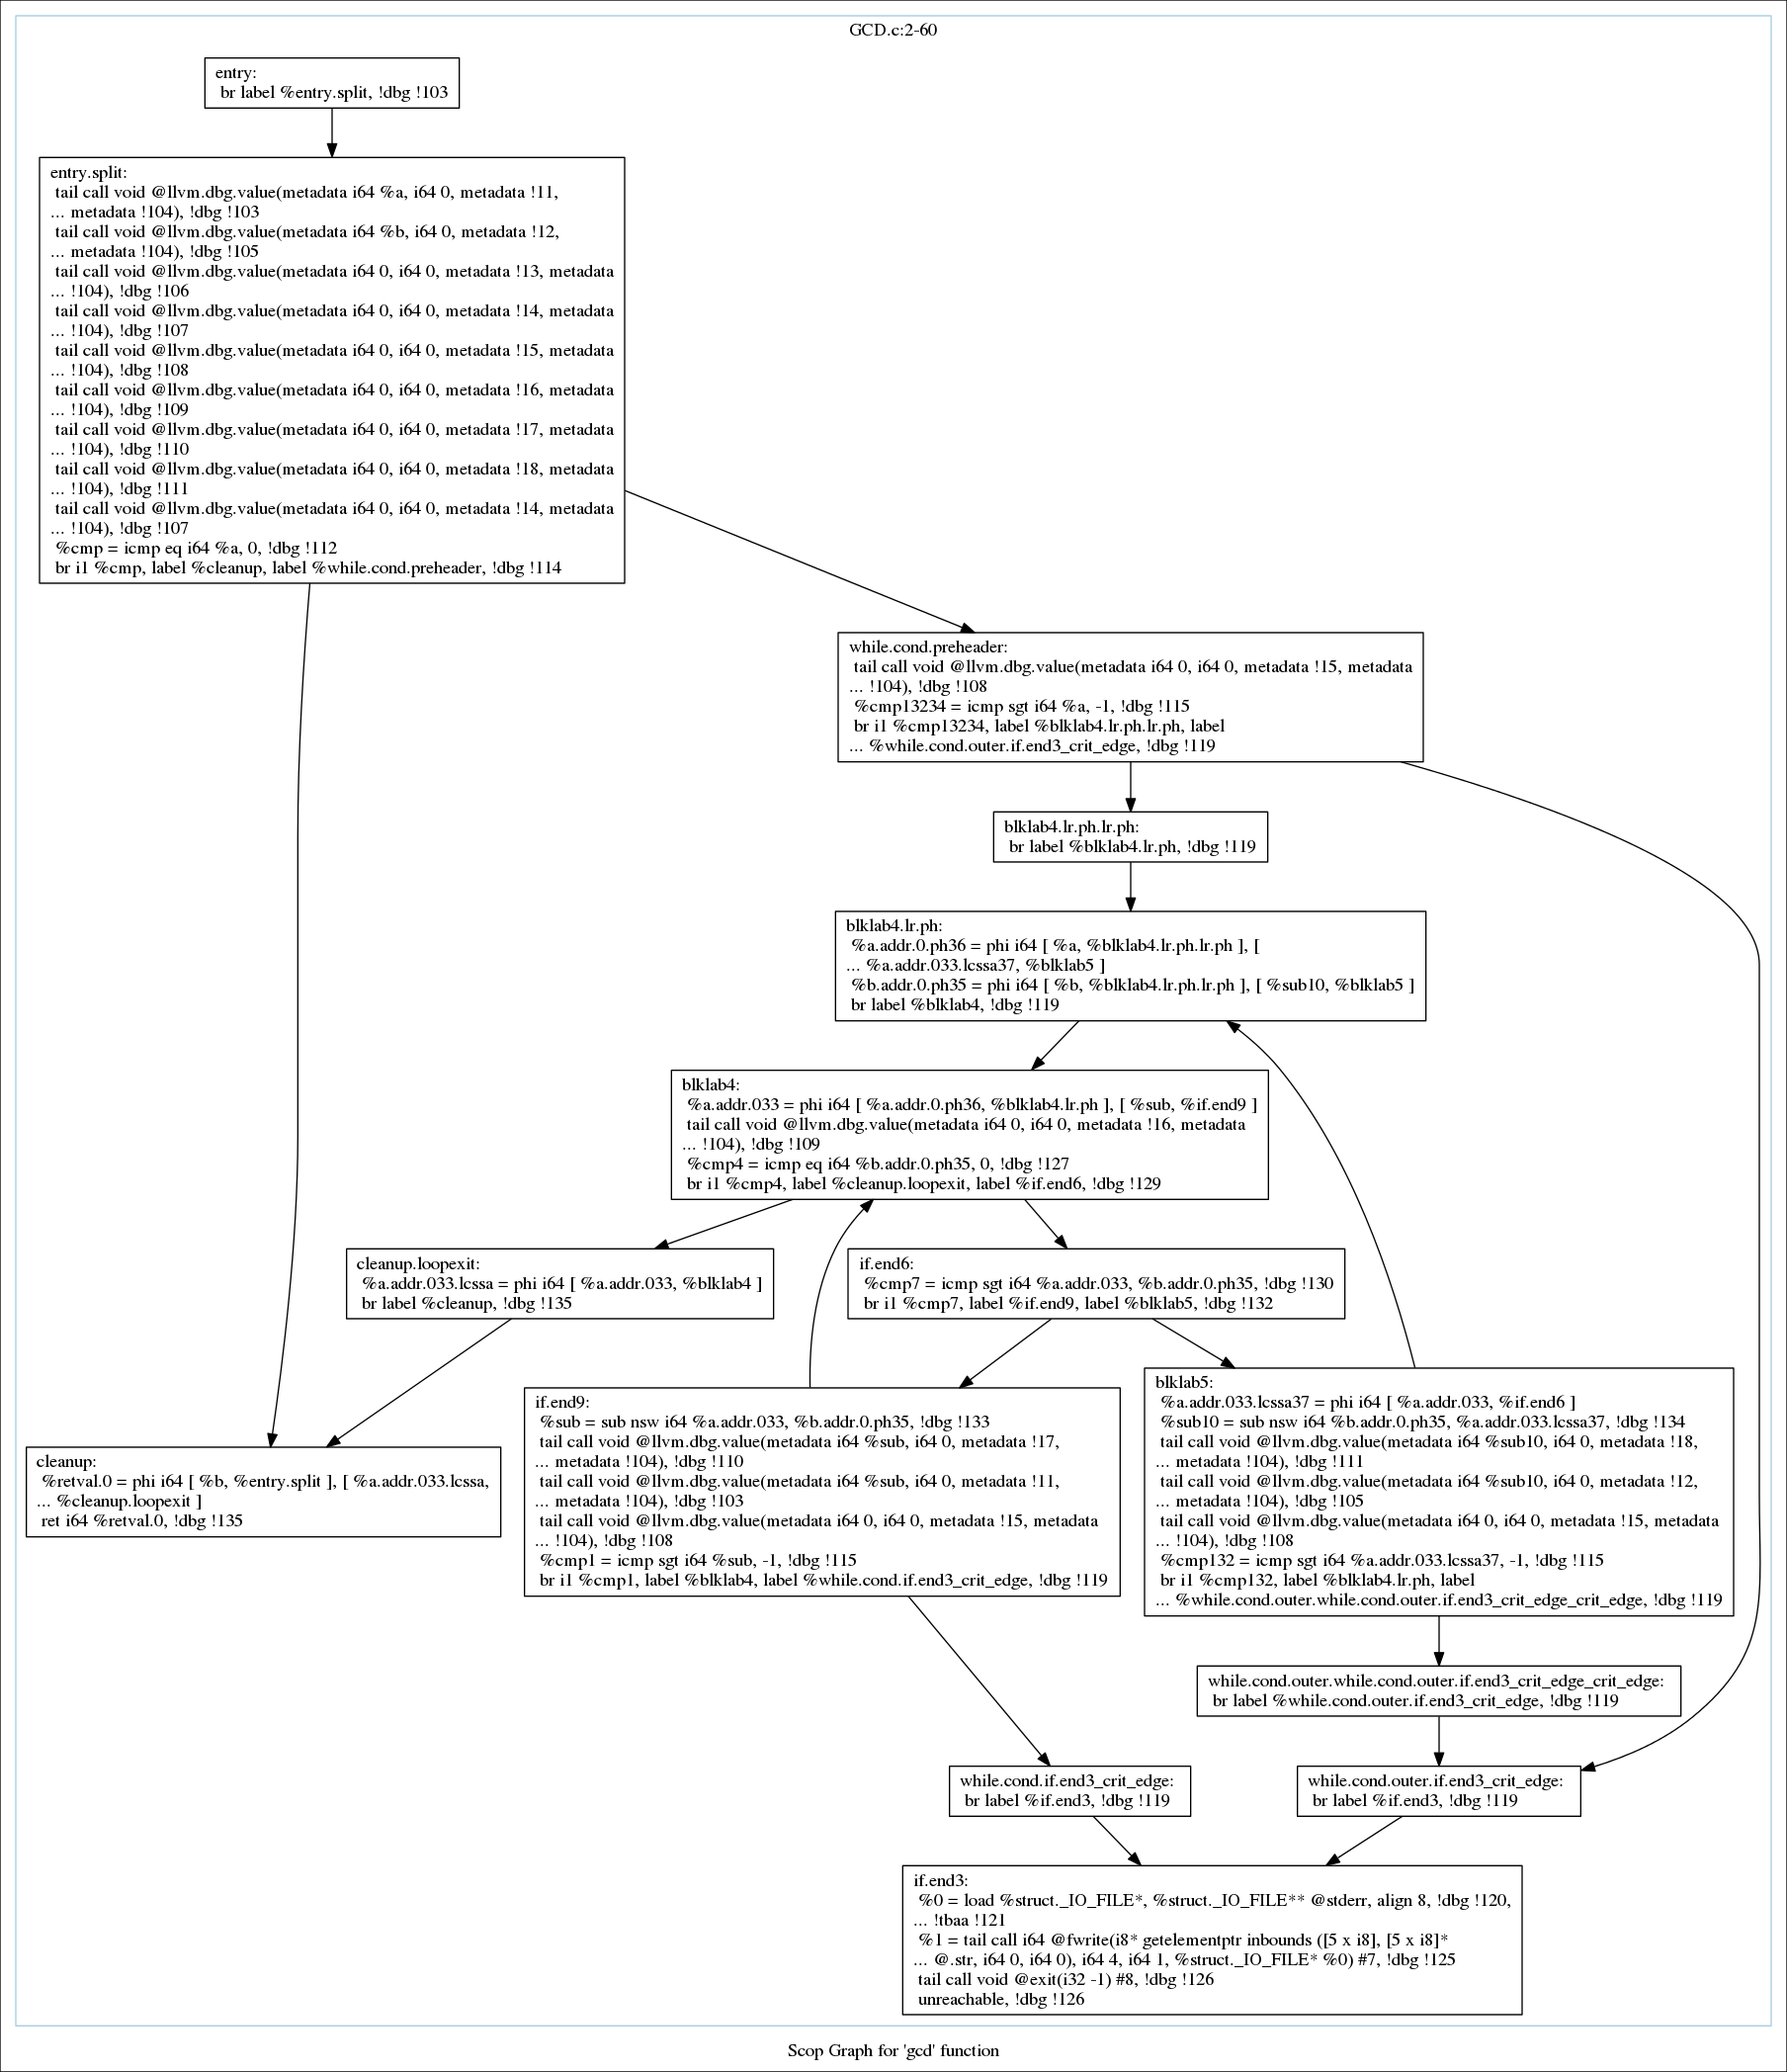 GCD.c:2-60
entry:
br label %entry.split, !dbg !103
entry.split:
tail call void @llvm.dbg.value(metadata i64 %a, i64 0, metadata !11,
... metadata !104), !dbg !103
tail call void @llvm.dbg.value(metadata i64 %b, i64 0, metadata !12,
... metadata !104), !dbg !105
tail call void @llvm.dbg.value(metadata i64 0, i64 0, metadata !13, metadata
... !104), !dbg !106
tail call void @llvm.dbg.value(metadata i64 0, i64 0, metadata !14, metadata
... !104), !dbg !107
tail call void @llvm.dbg.value(metadata i64 0, i64 0, metadata !15, metadata
... !104), !dbg !108
tail call void @llvm.dbg.value(metadata i64 0, i64 0, metadata !16, metadata
... !104), !dbg !109
tail call void @llvm.dbg.value(metadata i64 0, i64 0, metadata !17, metadata
... !104), !dbg !110
tail call void @llvm.dbg.value(metadata i64 0, i64 0, metadata !18, metadata
... !104), !dbg !111
tail call void @llvm.dbg.value(metadata i64 0, i64 0, metadata !14, metadata
... !104), !dbg !107
%cmp = icmp eq i64 %a, 0, !dbg !112
br i1 %cmp, label %cleanup, label %while.cond.preheader, !dbg !114
while.cond.preheader:
tail call void @llvm.dbg.value(metadata i64 0, i64 0, metadata !15, metadata
... !104), !dbg !108
%cmp13234 = icmp sgt i64 %a, -1, !dbg !115
br i1 %cmp13234, label %blklab4.lr.ph.lr.ph, label
... %while.cond.outer.if.end3_crit_edge, !dbg !119
blklab4.lr.ph.lr.ph:
br label %blklab4.lr.ph, !dbg !119
blklab4.lr.ph:
%a.addr.0.ph36 = phi i64 [ %a, %blklab4.lr.ph.lr.ph ], [
... %a.addr.033.lcssa37, %blklab5 ]
%b.addr.0.ph35 = phi i64 [ %b, %blklab4.lr.ph.lr.ph ], [ %sub10, %blklab5 ]
br label %blklab4, !dbg !119
blklab4:
%a.addr.033 = phi i64 [ %a.addr.0.ph36, %blklab4.lr.ph ], [ %sub, %if.end9 ]
tail call void @llvm.dbg.value(metadata i64 0, i64 0, metadata !16, metadata
... !104), !dbg !109
%cmp4 = icmp eq i64 %b.addr.0.ph35, 0, !dbg !127
br i1 %cmp4, label %cleanup.loopexit, label %if.end6, !dbg !129
cleanup.loopexit:
%a.addr.033.lcssa = phi i64 [ %a.addr.033, %blklab4 ]
br label %cleanup, !dbg !135
if.end6:
%cmp7 = icmp sgt i64 %a.addr.033, %b.addr.0.ph35, !dbg !130
br i1 %cmp7, label %if.end9, label %blklab5, !dbg !132
cleanup:
%retval.0 = phi i64 [ %b, %entry.split ], [ %a.addr.033.lcssa,
... %cleanup.loopexit ]
ret i64 %retval.0, !dbg !135
if.end9:
%sub = sub nsw i64 %a.addr.033, %b.addr.0.ph35, !dbg !133
tail call void @llvm.dbg.value(metadata i64 %sub, i64 0, metadata !17,
... metadata !104), !dbg !110
tail call void @llvm.dbg.value(metadata i64 %sub, i64 0, metadata !11,
... metadata !104), !dbg !103
tail call void @llvm.dbg.value(metadata i64 0, i64 0, metadata !15, metadata
... !104), !dbg !108
%cmp1 = icmp sgt i64 %sub, -1, !dbg !115
br i1 %cmp1, label %blklab4, label %while.cond.if.end3_crit_edge, !dbg !119
blklab5:
%a.addr.033.lcssa37 = phi i64 [ %a.addr.033, %if.end6 ]
%sub10 = sub nsw i64 %b.addr.0.ph35, %a.addr.033.lcssa37, !dbg !134
tail call void @llvm.dbg.value(metadata i64 %sub10, i64 0, metadata !18,
... metadata !104), !dbg !111
tail call void @llvm.dbg.value(metadata i64 %sub10, i64 0, metadata !12,
... metadata !104), !dbg !105
tail call void @llvm.dbg.value(metadata i64 0, i64 0, metadata !15, metadata
... !104), !dbg !108
%cmp132 = icmp sgt i64 %a.addr.033.lcssa37, -1, !dbg !115
br i1 %cmp132, label %blklab4.lr.ph, label
... %while.cond.outer.while.cond.outer.if.end3_crit_edge_crit_edge, !dbg !119
while.cond.outer.while.cond.outer.if.end3_crit_edge_crit_edge:
br label %while.cond.outer.if.end3_crit_edge, !dbg !119
while.cond.if.end3_crit_edge:
br label %if.end3, !dbg !119
while.cond.outer.if.end3_crit_edge:
br label %if.end3, !dbg !119
if.end3:
%0 = load %struct._IO_FILE*, %struct._IO_FILE** @stderr, align 8, !dbg !120,
... !tbaa !121
%1 = tail call i64 @fwrite(i8* getelementptr inbounds ([5 x i8], [5 x i8]*
... @.str, i64 0, i64 0), i64 4, i64 1, %struct._IO_FILE* %0) #7, !dbg !125
tail call void @exit(i32 -1) #8, !dbg !126
unreachable, !dbg !126
Scop Graph for 'gcd' function